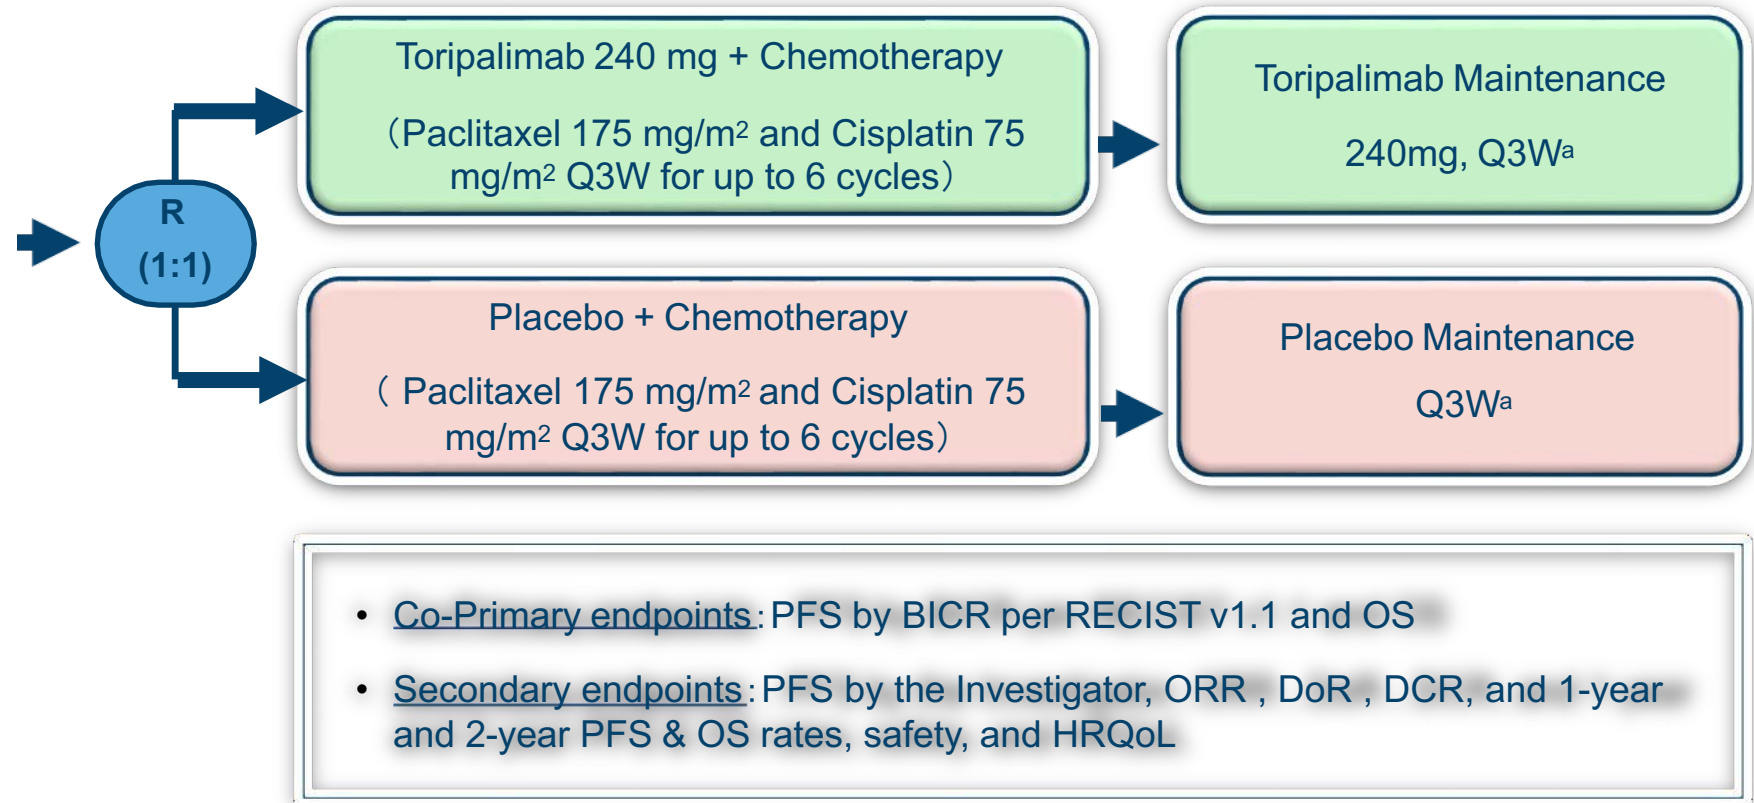 Toripalimab 240 mg + Chemotherapy
（Paclitaxel 175 mg/m² and Cisplatin 75
mg/m² Q3W for up to 6 cycles）
Toripalimab Maintenance
240mg, Q3Wᵃ
R
(1:1)
Placebo + Chemotherapy
（ Paclitaxel 175 mg/m² and Cisplatin 75
mg/m² Q3W for up to 6 cycles）
Placebo Maintenance
Q3Wᵃ
• Co-Primary endpoints: PFS by BICR per RECIST v1.1 and OS
• Secondary endpoints: PFS by the Investigator, ORR , DoR , DCR, and 1-year
and 2-year PFS & OS rates, safety, and HRQoL